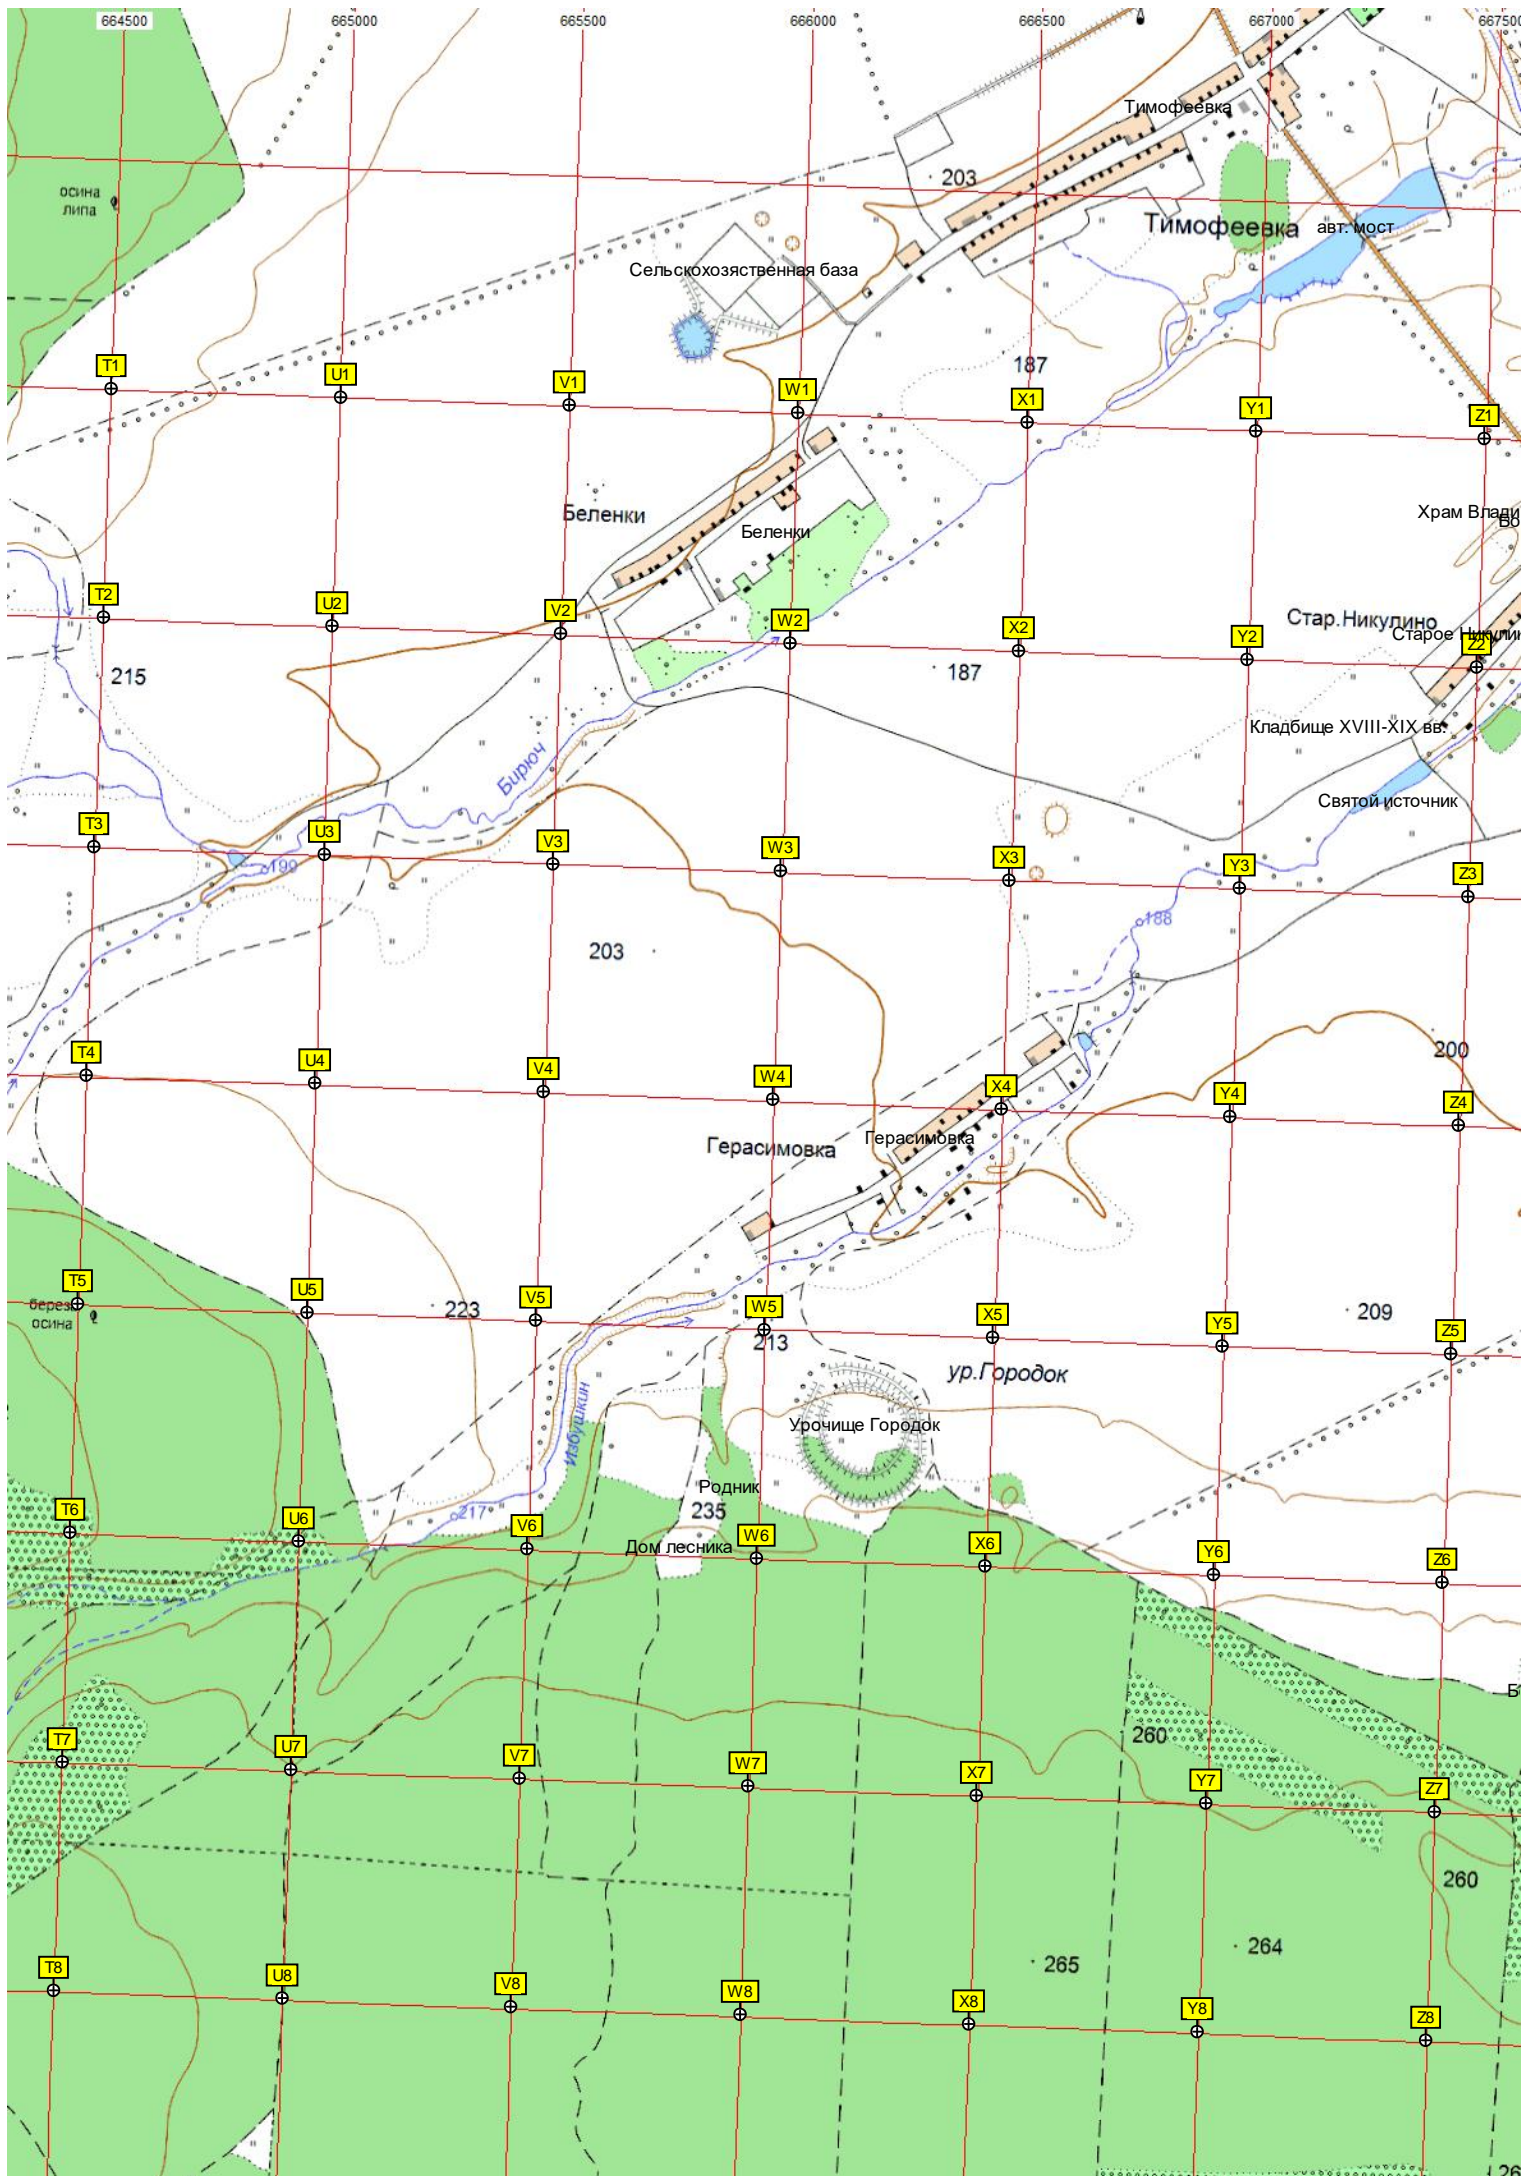 664500 665000 665500 666000 666500 667000 667500
Тимофеевка
осина
липа
203
Тимофеевка
авт. мост
Сельскохозяственная база
187
T1 U1 V1 W1 X1 Y1 Z1
Беленки
Беленки
Храм Влади
T2 U2 V2 W2 X2 Y2 Z2
Стар.Никулино
Старое Никулин
215
187
Кладбище XVIII-XIX вв.
Бирюч
Святой источник
T3 U3 V3 W3 X3 Y3 Z3
199
188
203
200
T4 U4 V4 W4 X4 Y4 Z4
Герасимовка
Герасимовка
T5 U5 V5 W5 X5 Y5 Z5
береза
осина
223
209
213
ур.Городок
Избушкин
Урочище Городок
Родник
235
217
T6 U6 V6 W6 X6 Y6 Z6
Дом лесника
260
T7 U7 V7 W7 X7 Y7 Z7
260
264
265
T8 U8 V8 W8 X8 Y8 Z8